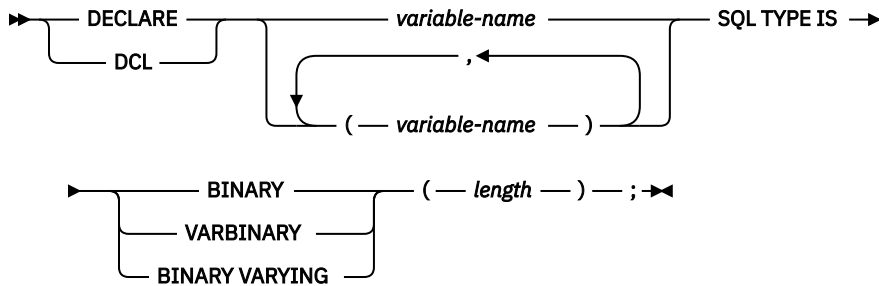 DECLARE variable-name SQL TYPE IS
DCL ,
( variable-name )
BINARY ( length ) ;
VARBINARY
BINARY VARYING